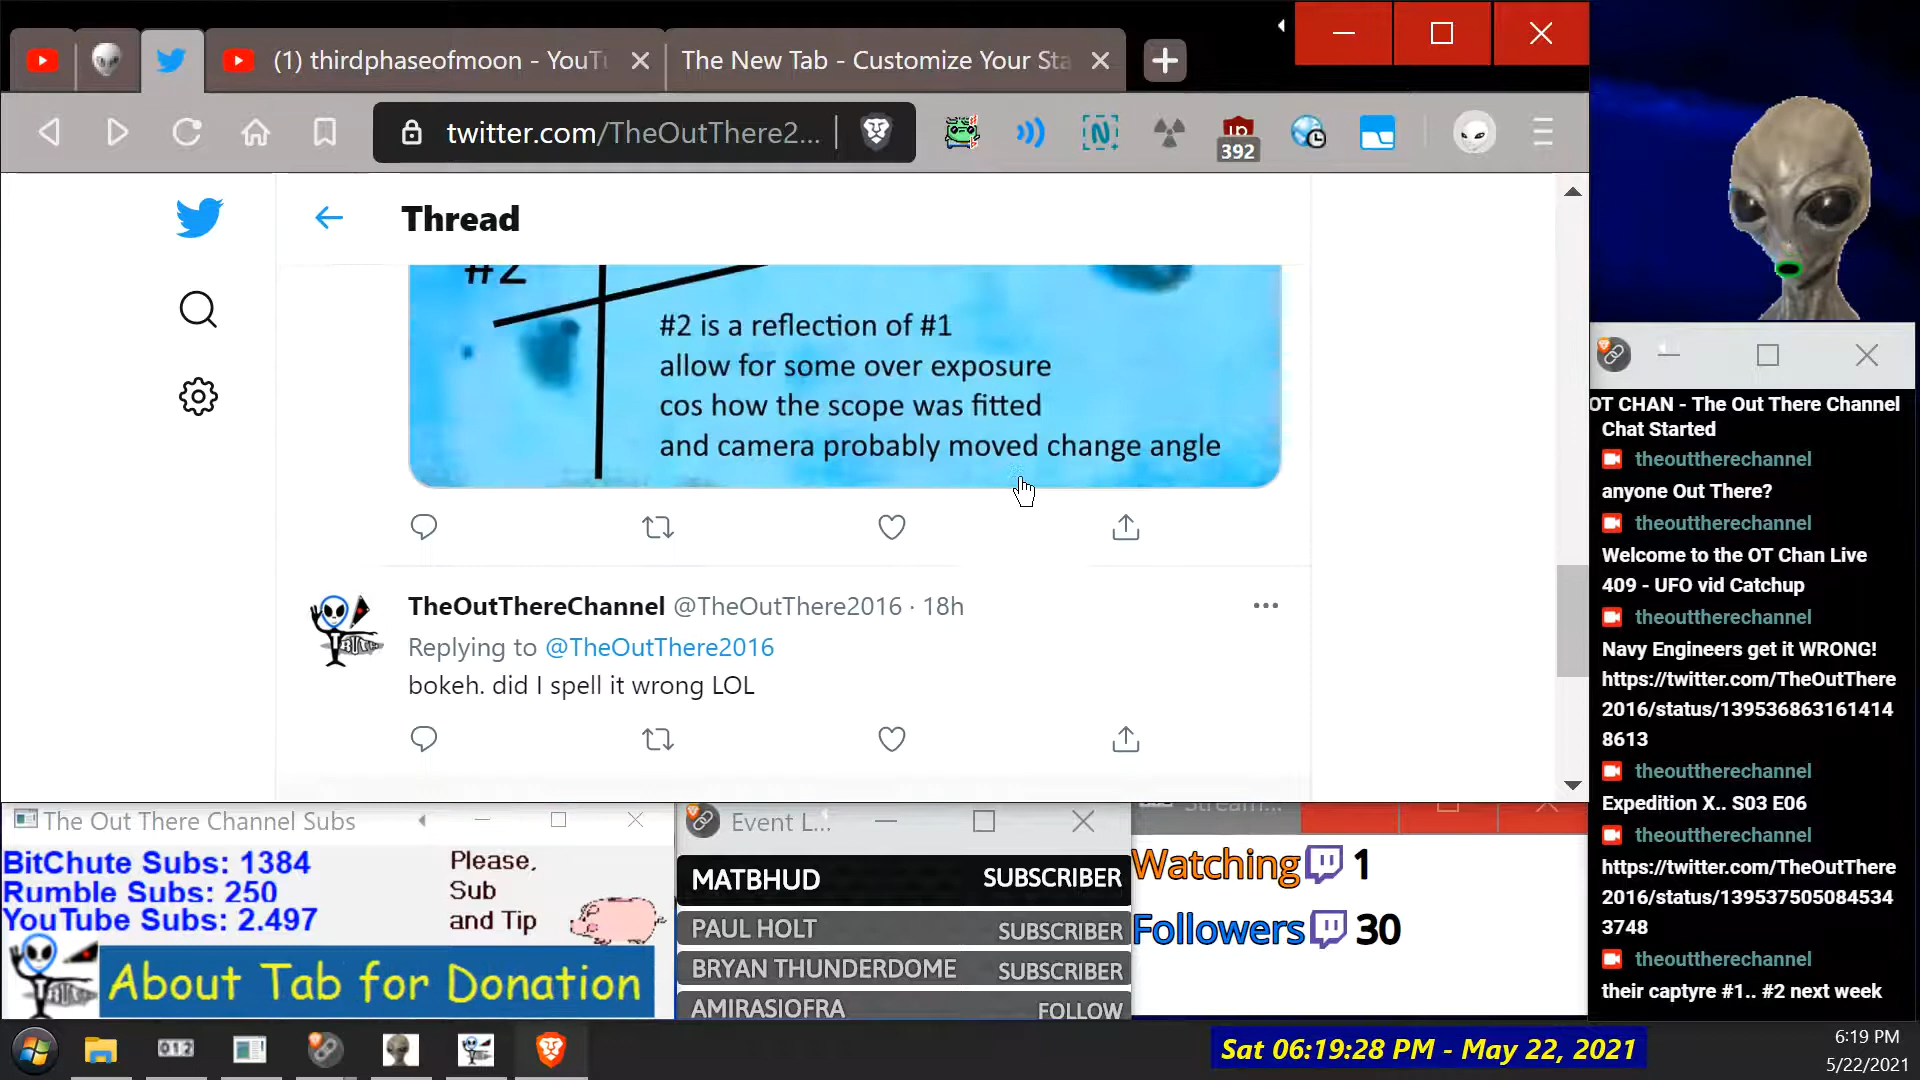 (1) thirdphaseofmoon - YouTu
The New Tab - Customize Your Sta
twitter.com/TheOutThere2...
392
Thread
#2
#2 is a reflection of #1
allow for some over exposure
cos how the scope was fitted
and camera probably moved change angle
TheOutThereChannel @TheOutThere2016 · 18h
Replying to @TheOutThere2016
bokeh. did I spell it wrong LOL
OT CHAN - The Out There Channel
Chat Started
theouttherechannel
anyone Out There?
theouttherechannel
Welcome to the OT Chan Live
409 - UFO vid Catchup
theouttherechannel
Navy Engineers get it WRONG!
https://twitter.com/TheOutThere
2016/status/139536863161414
8613
theouttherechannel
Expedition X.. S03 E06
theouttherechannel
https://twitter.com/TheOutThere
2016/status/139537505084534
3748
theouttherechannel
their captyre #1.. #2 next week
The Out There Channel Subs
BitChute Subs: 1384
Rumble Subs: 250
YouTube Subs: 2.497
Please,
Sub
and Tip
About Tab for Donation
Event L...
MATBHUD SUBSCRIBER
PAUL HOLT SUBSCRIBER
BRYAN THUNDERDOME SUBSCRIBER
AMIRASIOFRA FOLLOW
Stream...
Watching 1
Followers 30
012
Sat 06:19:28 PM - May 22, 2021
6:19 PM
5/22/2021